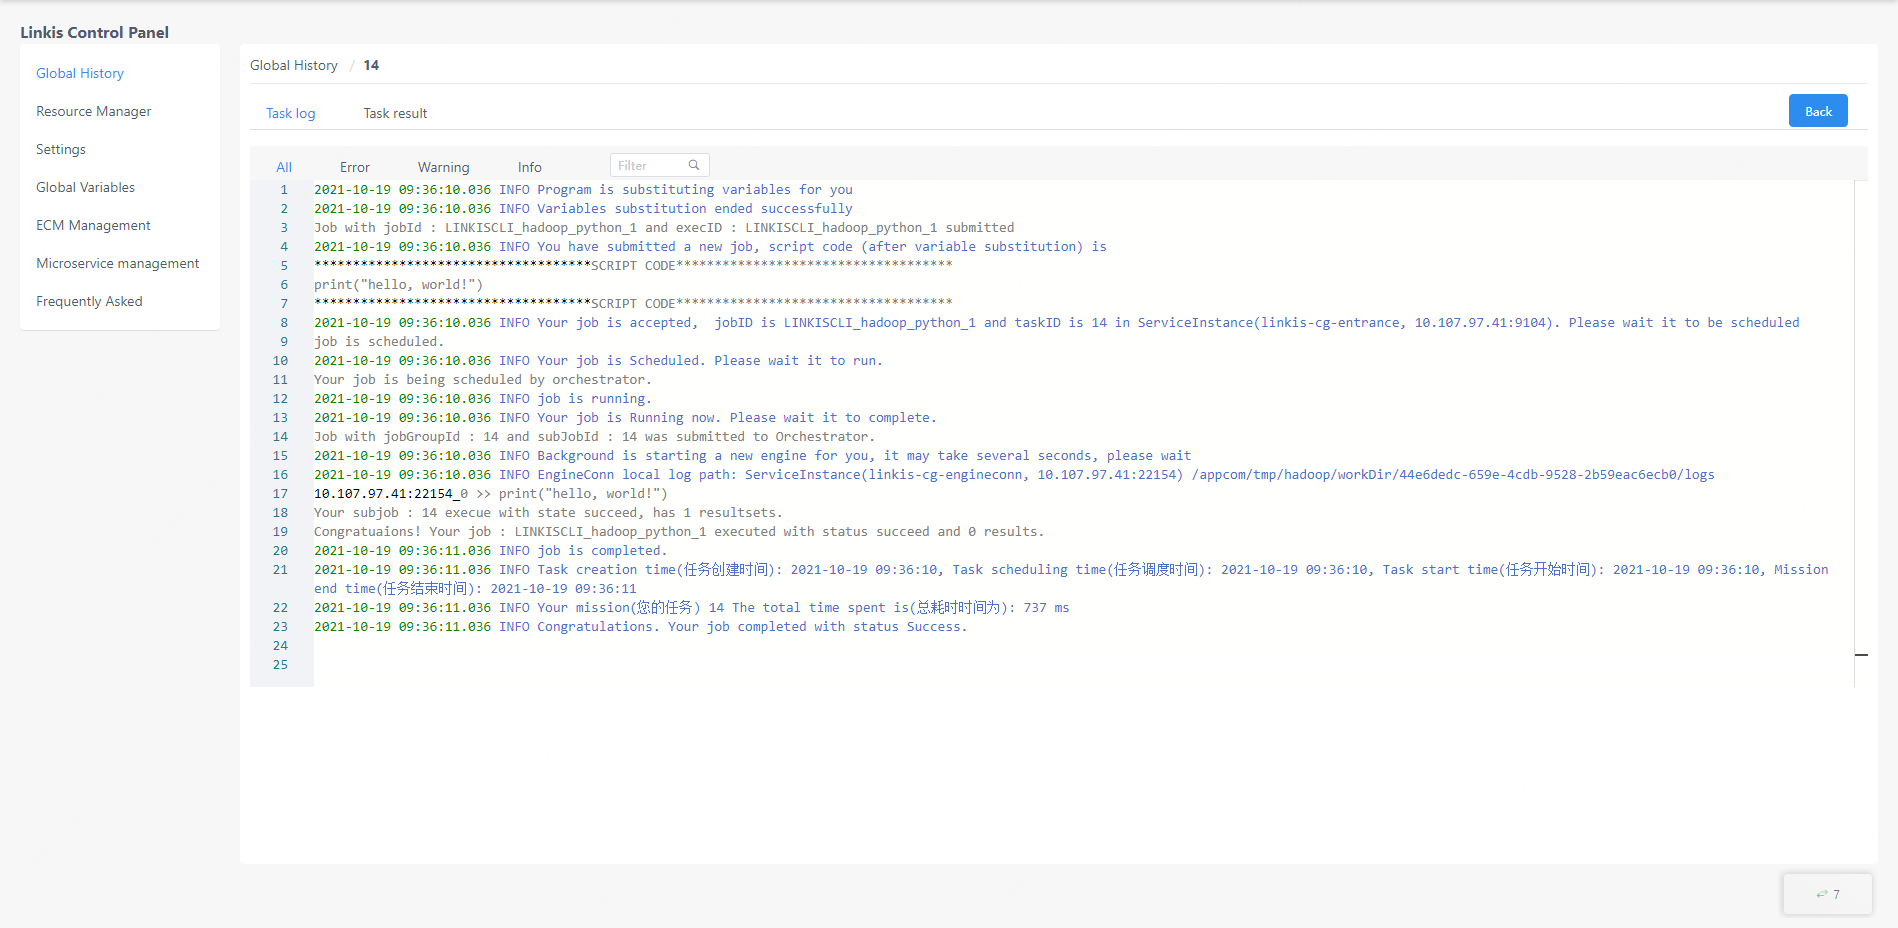 Linkis Control Panel
Global History
Resource Manager
Settings
Global Variables
ECM Management
Microservice management
Frequently Asked
Global History / 14
Task log Task result Back
All Error Warning Info Filter
1 2021-10-19 09:36:10.036 INFO Program is substituting variables for you
2 2021-10-19 09:36:10.036 INFO Variables substitution ended successfully
3 Job with jobId : LINKISCLI_hadoop_python_1 and execID : LINKISCLI_hadoop_python_1 submitted
4 2021-10-19 09:36:10.036 INFO You have submitted a new job, script code (after variable substitution) is
5 ************************************SCRIPT CODE************************************
6 print("hello, world!")
7 ************************************SCRIPT CODE************************************
8 2021-10-19 09:36:10.036 INFO Your job is accepted,  jobID is LINKISCLI_hadoop_python_1 and taskID is 14 in ServiceInstance(linkis-cg-entrance, 10.107.97.41:9104). Please wait it to be scheduled
9 job is scheduled.
10 2021-10-19 09:36:10.036 INFO Your job is Scheduled. Please wait it to run.
11 Your job is being scheduled by orchestrator.
12 2021-10-19 09:36:10.036 INFO job is running.
13 2021-10-19 09:36:10.036 INFO Your job is Running now. Please wait it to complete.
14 Job with jobGroupId : 14 and subJobId : 14 was submitted to Orchestrator.
15 2021-10-19 09:36:10.036 INFO Background is starting a new engine for you, it may take several seconds, please wait
16 2021-10-19 09:36:10.036 INFO EngineConn local log path: ServiceInstance(linkis-cg-engineconn, 10.107.97.41:22154) /appcom/tmp/hadoop/workDir/44e6dedc-659e-4cdb-9528-2b59eac6ecb0/logs
17 10.107.97.41:22154_0 >> print("hello, world!")
18 Your subjob : 14 execue with state succeed, has 1 resultsets.
19 Congratuaions! Your job : LINKISCLI_hadoop_python_1 executed with status succeed and 0 results.
20 2021-10-19 09:36:11.036 INFO job is completed.
21 2021-10-19 09:36:11.036 INFO Task creation time(任务创建时间): 2021-10-19 09:36:10, Task scheduling time(任务调度时间): 2021-10-19 09:36:10, Task start time(任务开始时间): 2021-10-19 09:36:10, Mission
end time(任务结束时间): 2021-10-19 09:36:11
22 2021-10-19 09:36:11.036 INFO Your mission(您的任务) 14 The total time spent is(总耗时时间为): 737 ms
23 2021-10-19 09:36:11.036 INFO Congratulations. Your job completed with status Success.
24
25
7